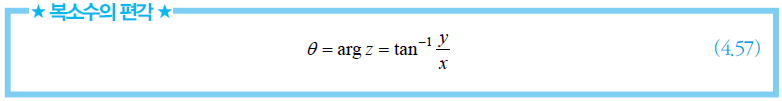 ★ 복소수의 편각 ★
θ = arg z = tan⁻¹ y/x (4.57)